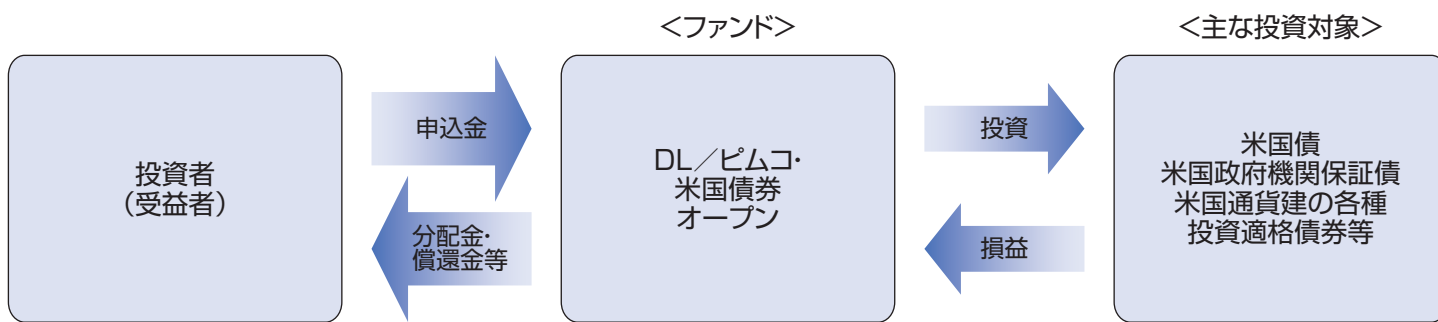 <ファンド>
<主な投資対象>
投資者
(受益者)
申込金
分配金・
償還金等
DL／ピムコ・
米国債券
オープン
投資
損益
米国債
米国政府機関保証債
米国通貨建の各種
投資適格債券等